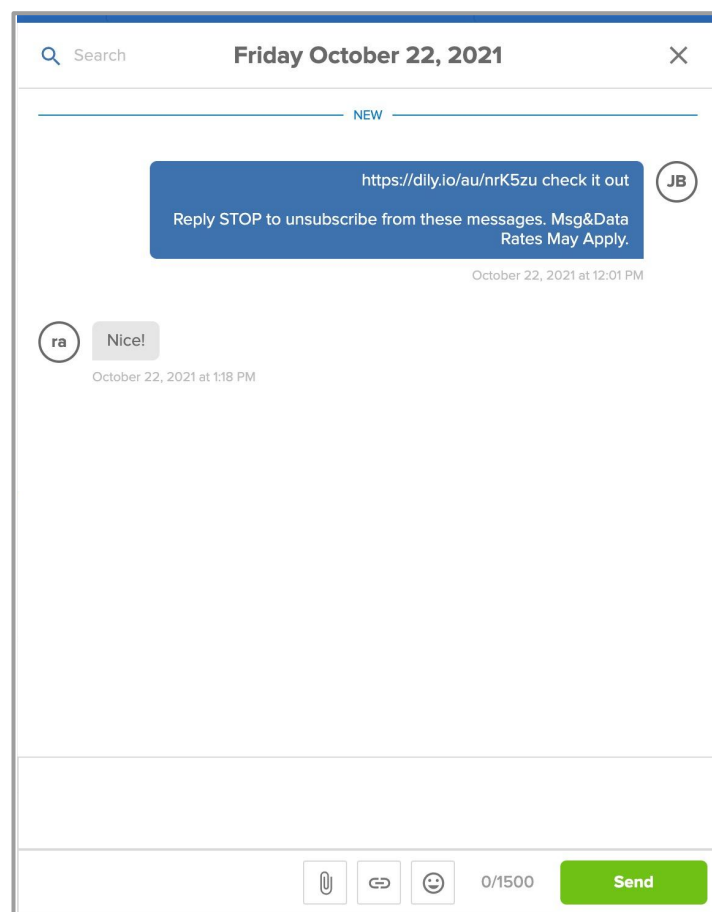 Search
Friday October 22, 2021
NEW
https://dily.io/au/nrK5zu check it out
Reply STOP to unsubscribe from these messages. Msg&Data
Rates May Apply.
JB
October 22, 2021 at 12:01 PM
ra
Nice!
October 22, 2021 at 1:18 PM
0/1500
Send